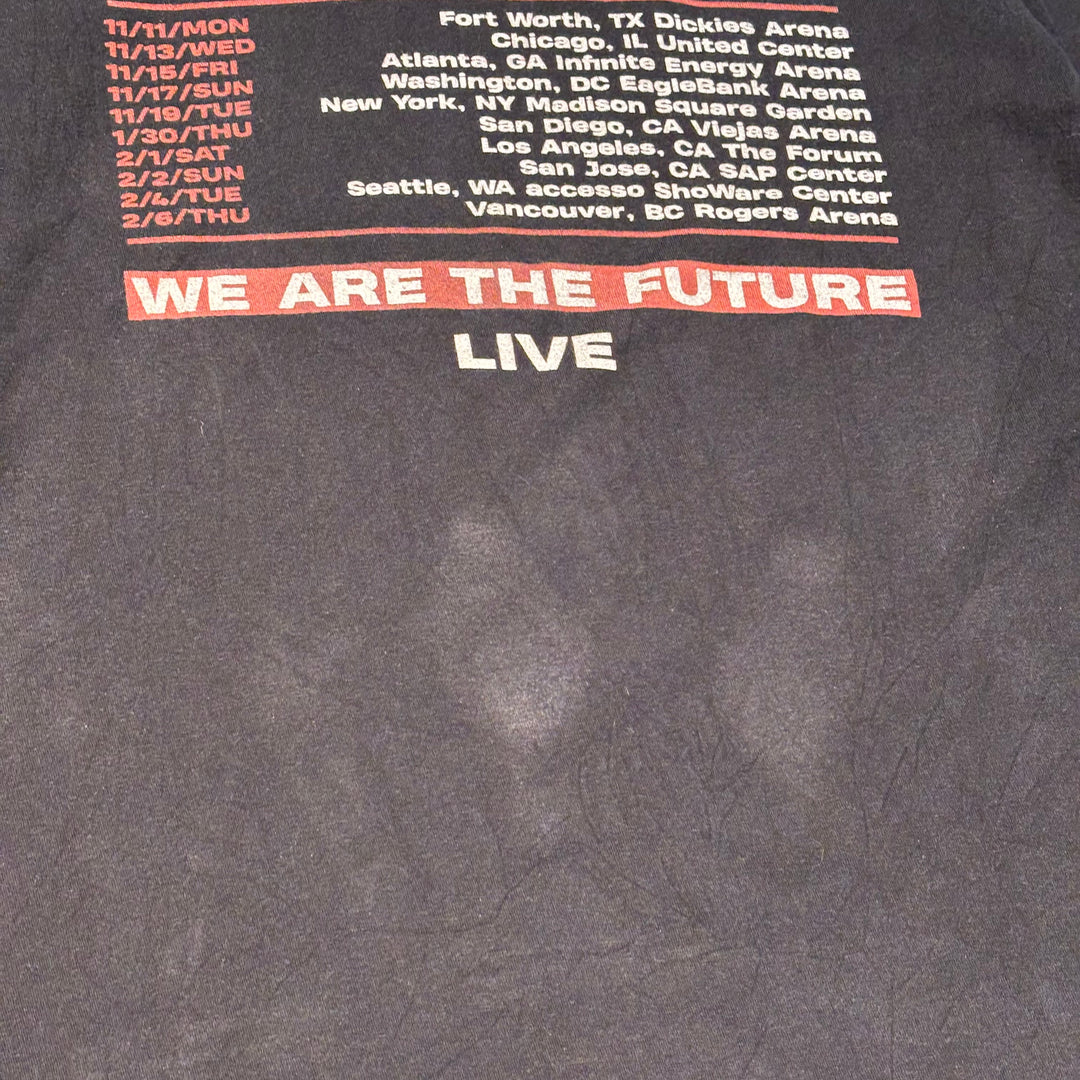 11/11/MON Fort Worth, TX Dickies Arena
11/13/WED Chicago, IL United Center
11/15/FRI Atlanta, GA Infinite Energy Arena
11/17/SUN Washington, DC EagleBank Arena
11/19/TUE New York, NY Madison Square Garden
1/30/THU San Diego, CA Viejas Arena
2/1/SAT Los Angeles, CA The Forum
2/2/SUN San Jose, CA SAP Center
2/4/TUE Seattle, WA accesso ShoWare Center
2/6/THU Vancouver, BC Rogers Arena
WE ARE THE FUTURE
LIVE